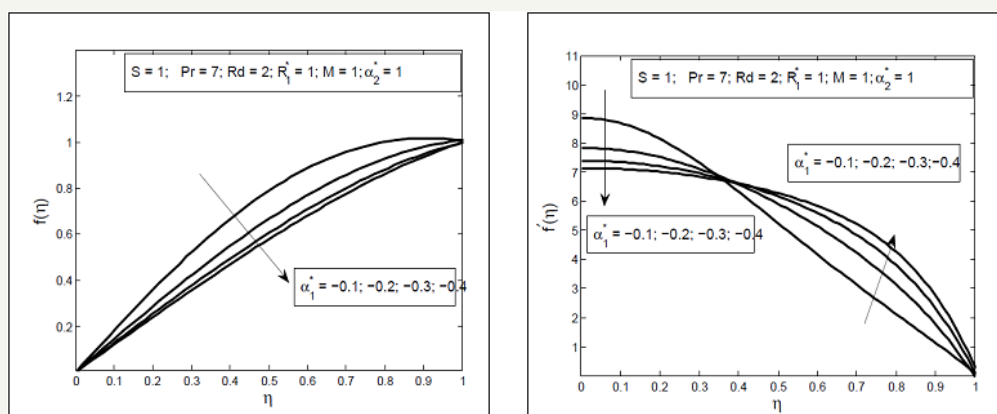 S = 1; Pr = 7; Rd = 2; R₁* = 1; M = 1; α₂* = 1
1.2
1
0.8
0.6
0.4
0.2
f(η)
α₁* = −0.1; −0.2; −0.3; −0.4
0 0.1 0.2 0.3 0.4 0.5 0.6 0.7 0.8 0.9 1
η
11
10
9
8
7
6
5
4
3
2
1
f′(η)
S = 1; Pr = 7; Rd = 2; R₁* = 1; M = 1; α₂* = 1
α₁* = −0.1; −0.2; −0.3;−0.4
α₁* = −0.1; −0.2; −0.3; −0.4
0 0.1 0.2 0.3 0.4 0.5 0.6 0.7 0.8 0.9 1
η